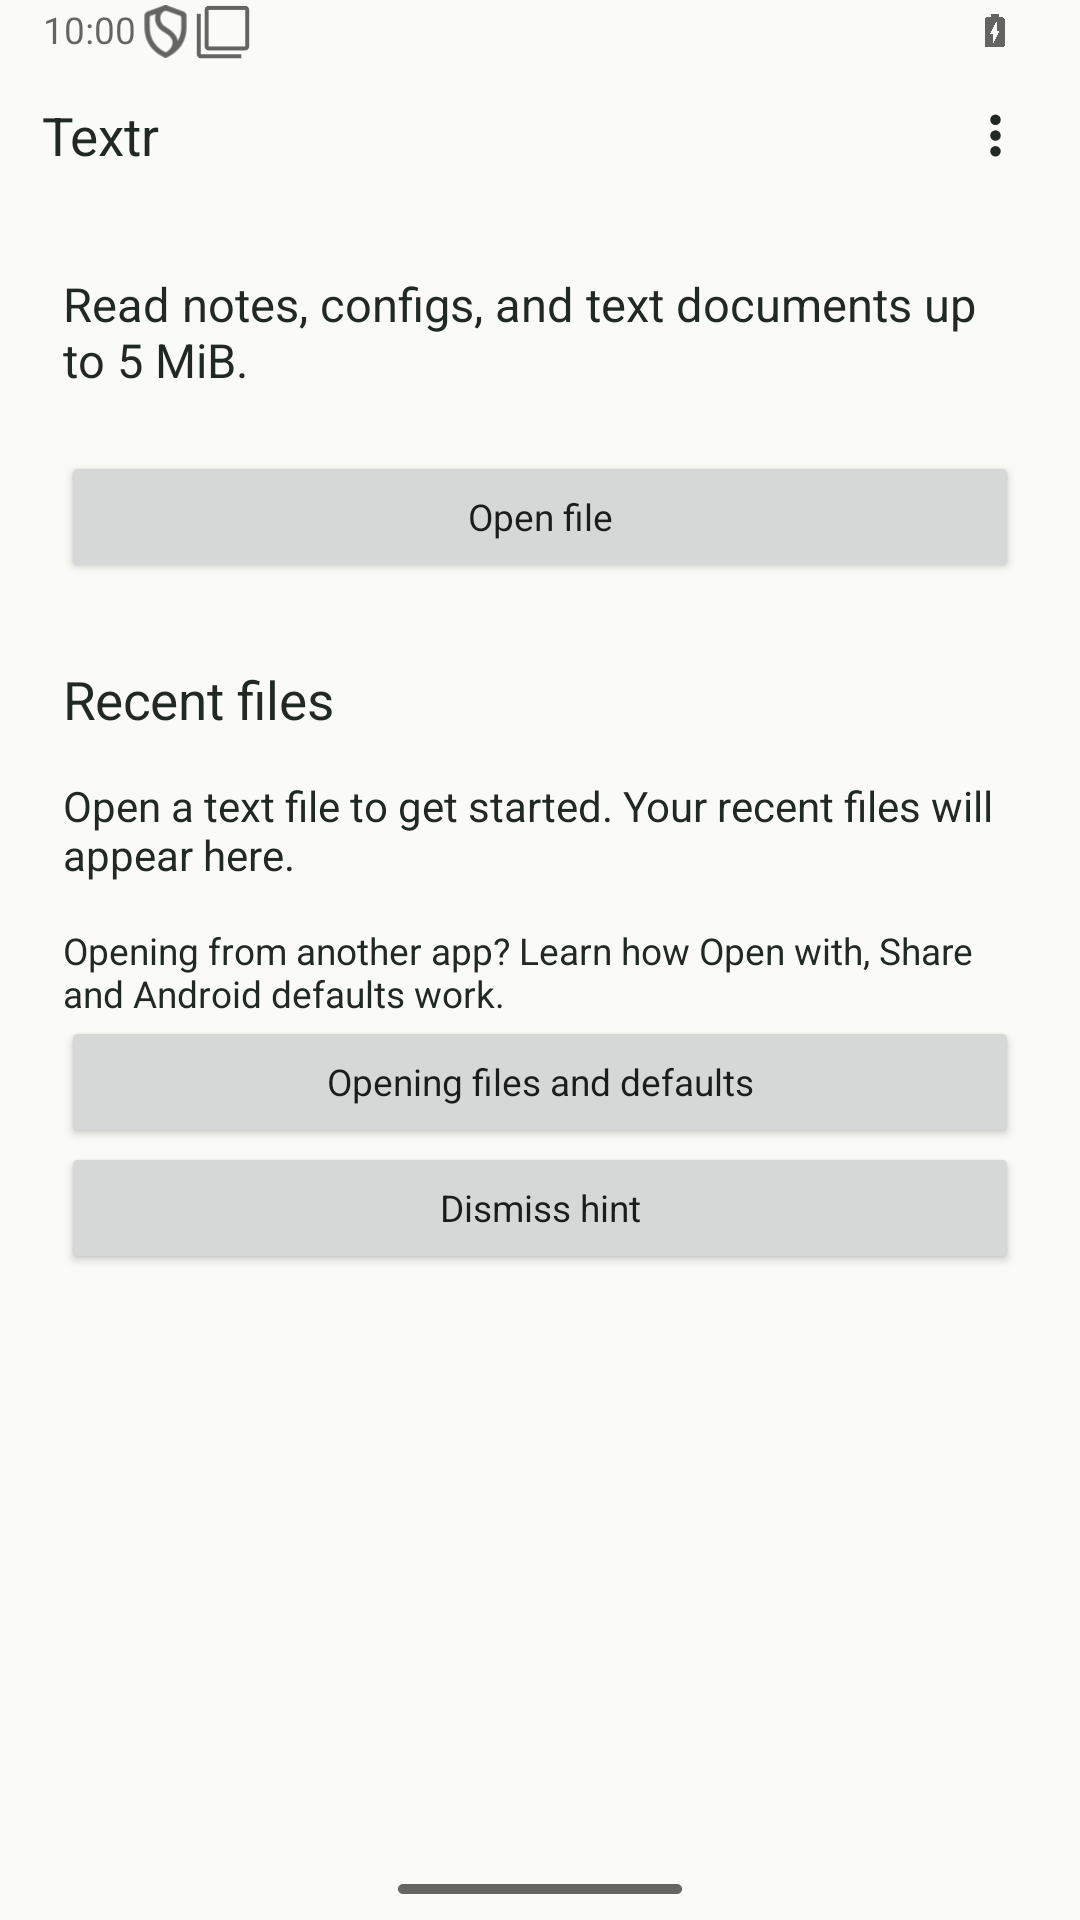 10:00
Textr
Read notes, configs, and text documents up
to 5 MiB.
Open file
Recent files
Open a text file to get started. Your recent files will
appear here.
Opening from another app? Learn how Open with, Share
and Android defaults work.
Opening files and defaults
Dismiss hint